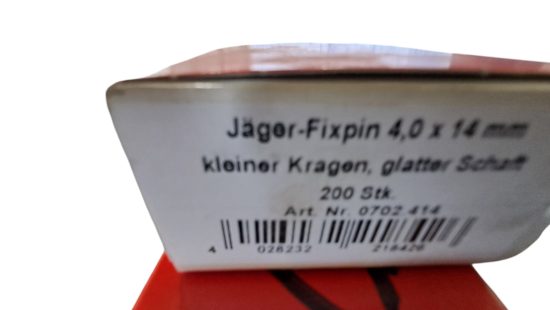 Jäger-Fixpin 4,0 x 14 mm
kleiner Kragen, glatter Schaft
200 Stk.
Art. Nr. 0702 414
4 028232 218426